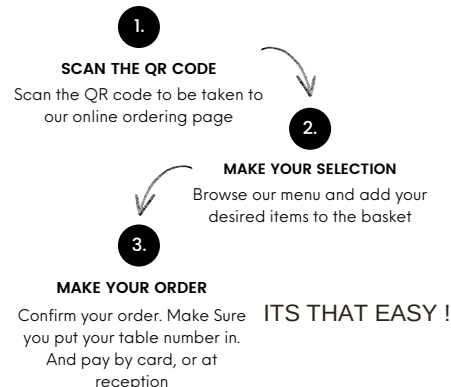 1.
SCAN THE QR CODE
Scan the QR code to be taken to
our online ordering page
2.
MAKE YOUR SELECTION
Browse our menu and add your
desired items to the basket
3.
MAKE YOUR ORDER
Confirm your order. Make Sure
you put your table number in.
And pay by card, or at
reception
ITS THAT EASY !